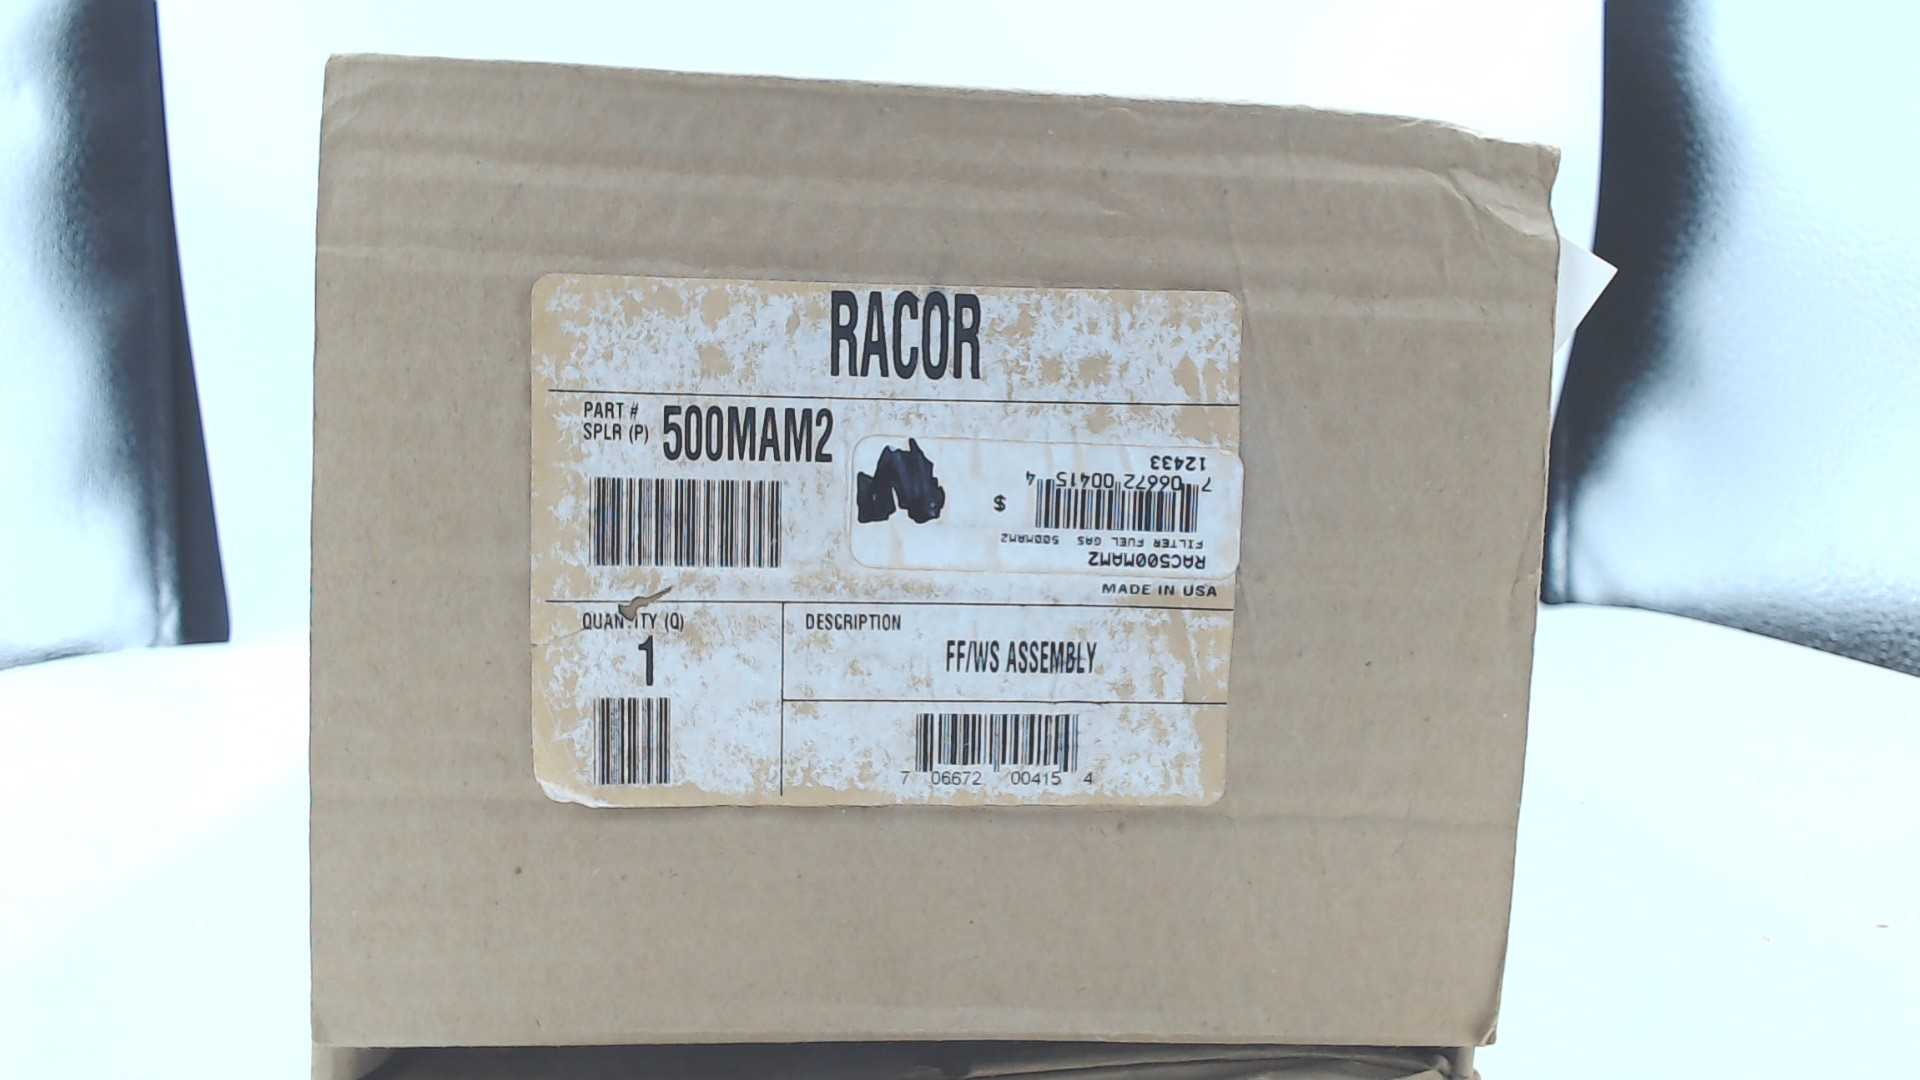 RACOR
PART #
SPLR (P)
500MAM2
RAC500MAM2
FILTER FUEL GAS 500MAM2
$
7 06672 00415 4
12433
MADE IN USA
QUANTITY (Q)
1
DESCRIPTION
FF/WS ASSEMBLY
7 06672 00415 4